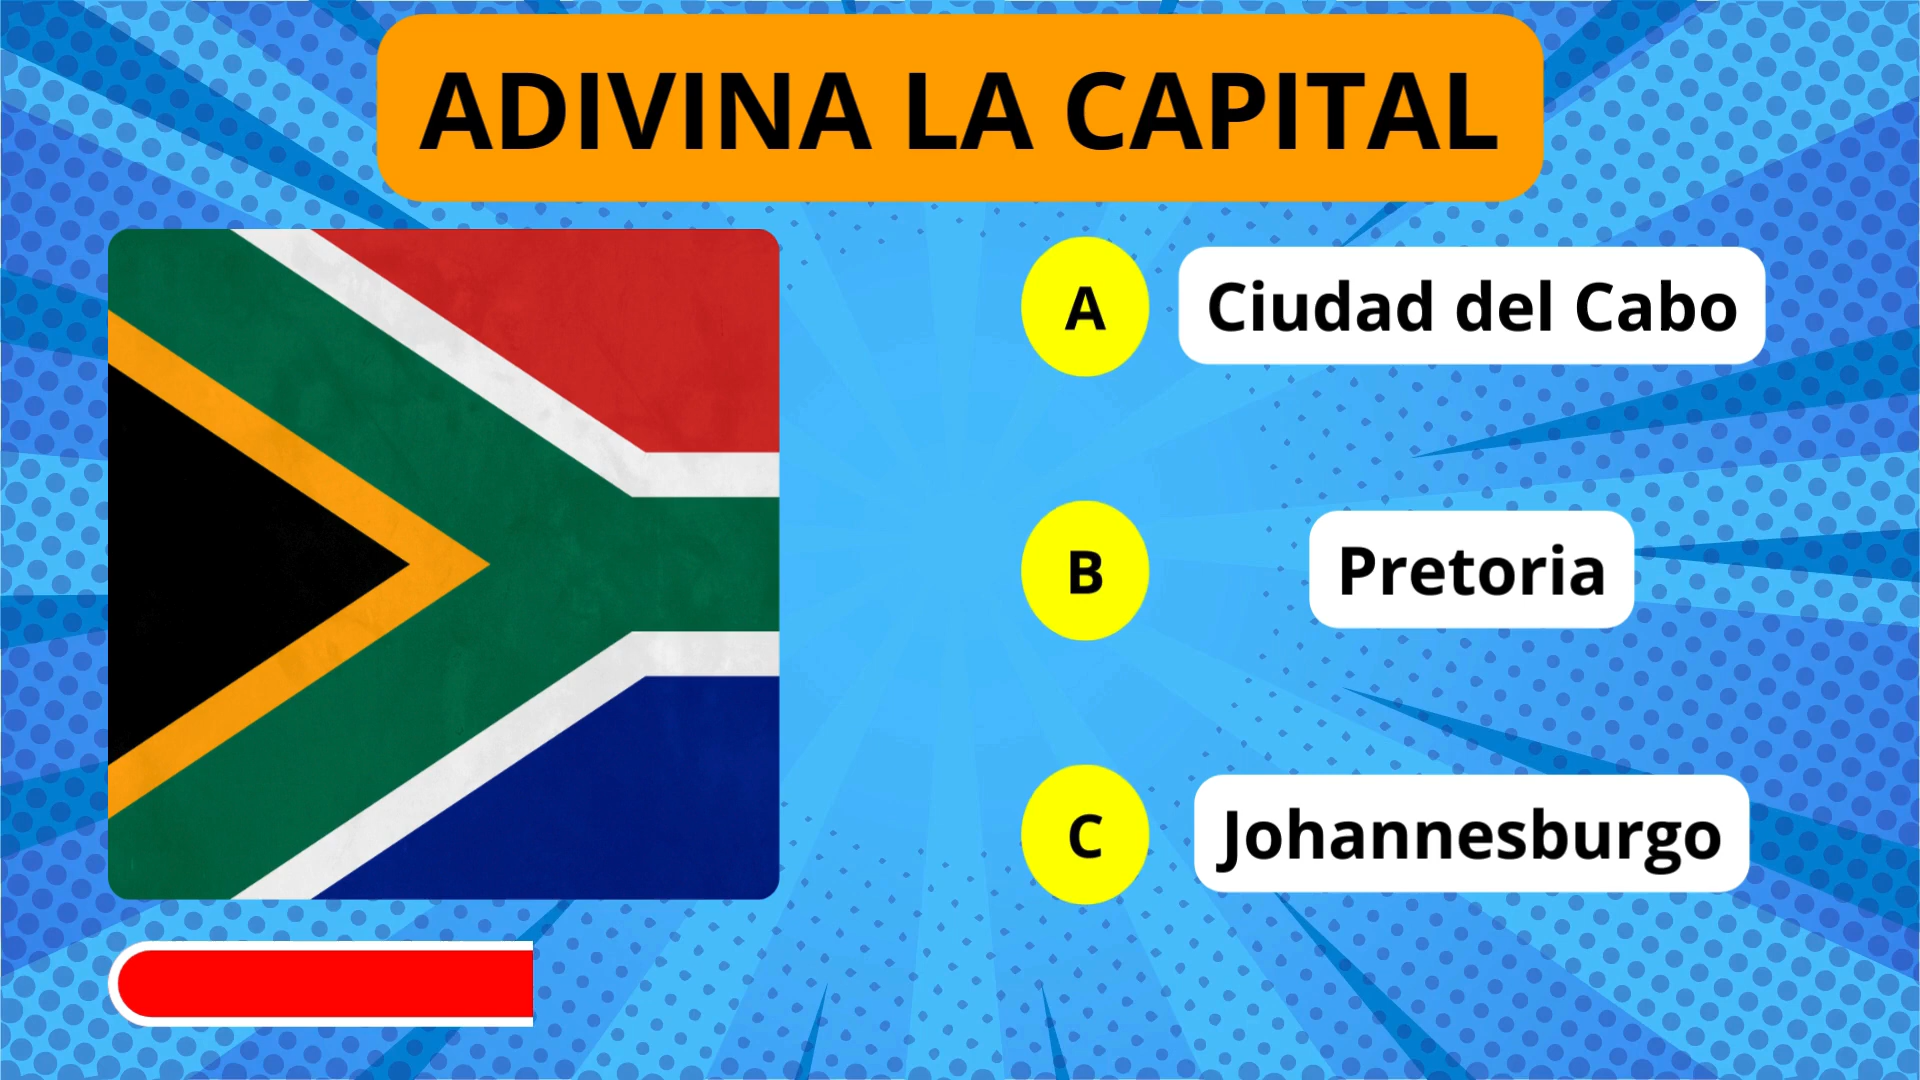 ADIVINA LA CAPITAL
A Ciudad del Cabo
B Pretoria
C Johannesburgo